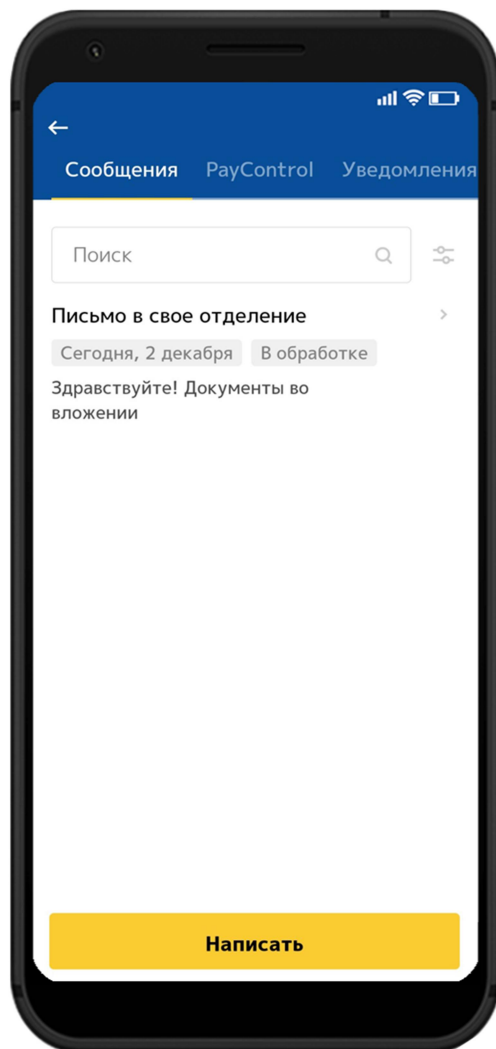 Сообщения PayControl Уведомления
Поиск
Письмо в свое отделение
Сегодня, 2 декабря В обработке
Здравствуйте! Документы во
вложении
Написать